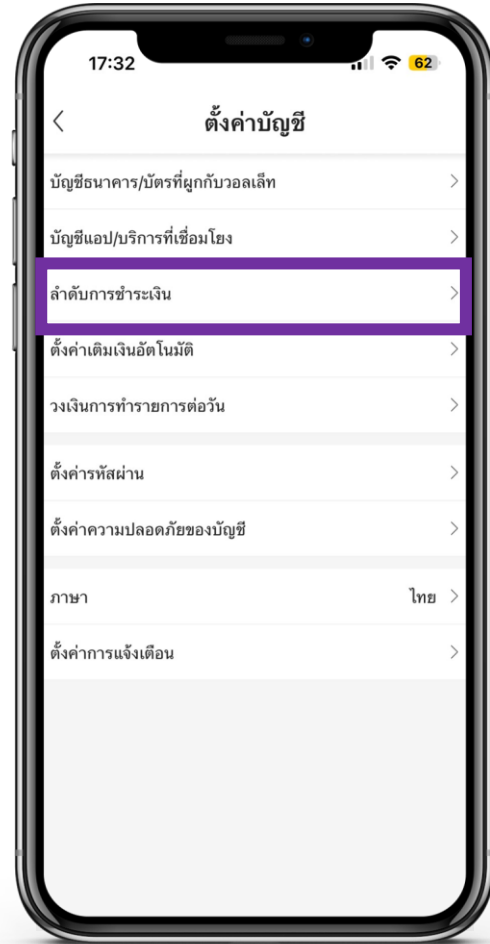 17:32
62
ตั้งค่าบัญชี
บัญชีธนาคาร/บัตรที่ผูกกับวอลเล็ท
บัญชีแอป/บริการที่เชื่อมโยง
ลำดับการชำระเงิน
ตั้งค่าเติมเงินอัตโนมัติ
วงเงินการทำรายการต่อวัน
ตั้งค่ารหัสผ่าน
ตั้งค่าความปลอดภัยของบัญชี
ภาษา ไทย
ตั้งค่าการแจ้งเตือน